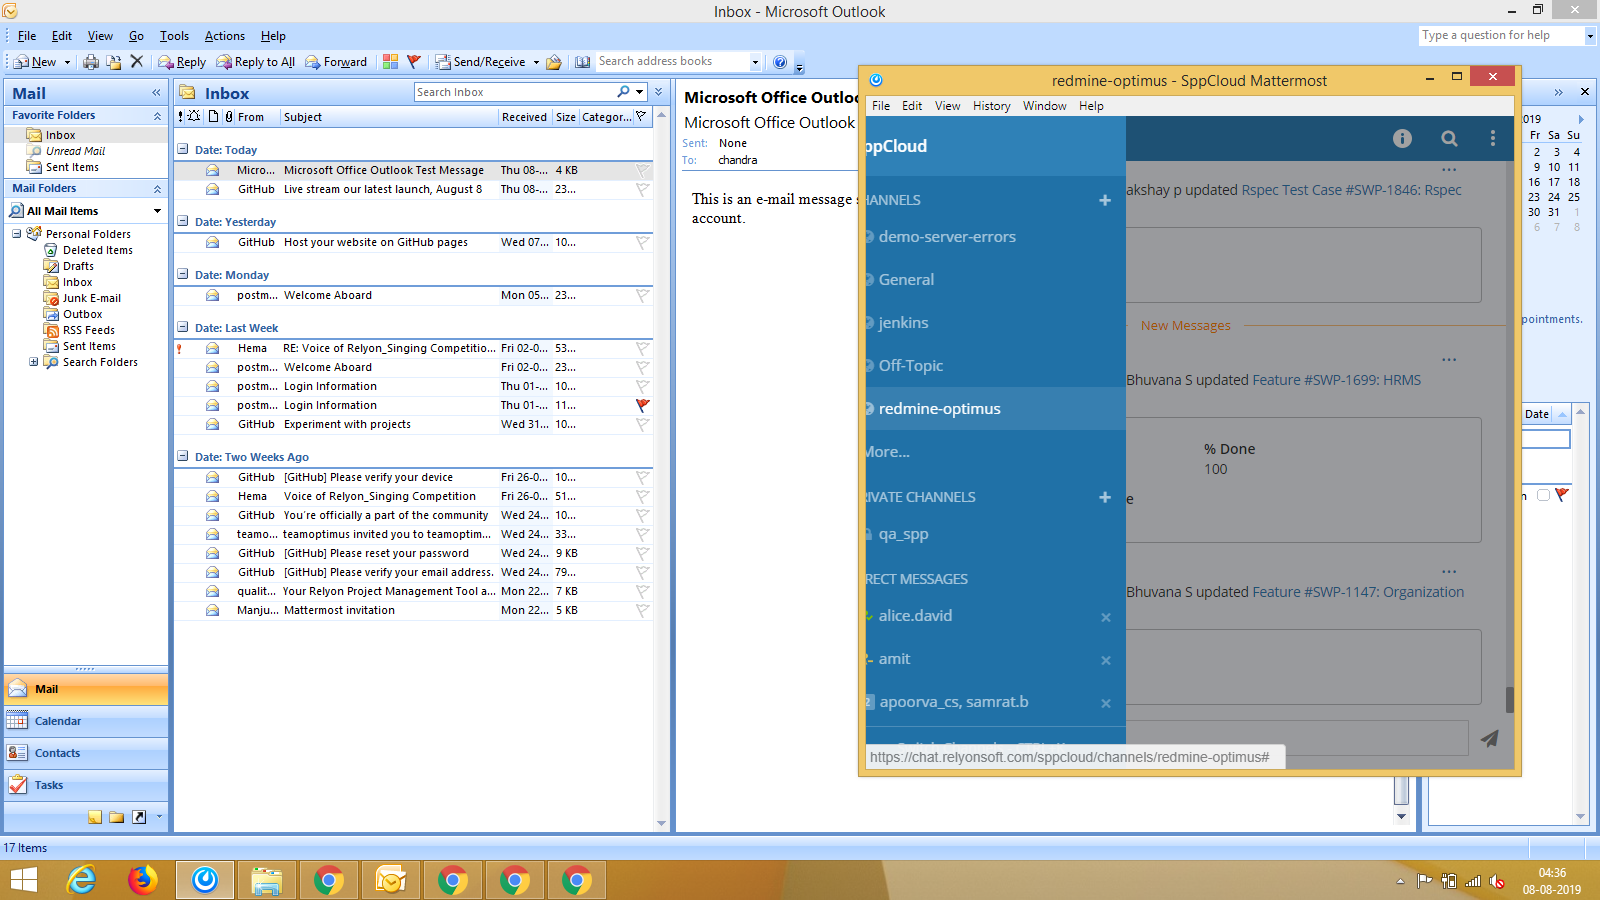 Inbox - Microsoft Outlook
File Edit View Go Tools Actions Help
Type a question for help
New Reply Reply to All Forward Send/Receive Search address books
Mail
Favorite Folders
Inbox
Unread Mail
Sent Items
Mail Folders
All Mail Items
Personal Folders
Deleted Items
Drafts
Inbox
Junk E-mail
Outbox
RSS Feeds
Sent Items
Search Folders
Mail
Calendar
Contacts
Tasks
Inbox
Search Inbox
From Subject Received Size Categor...
Date: Today
Micro... Microsoft Office Outlook Test Message Thu 08-... 4 KB
GitHub Live stream our latest launch, August 8 Thu 08-... 23...
Date: Yesterday
GitHub Host your website on GitHub pages Wed 07... 10...
Date: Monday
postm... Welcome Aboard Mon 05... 23...
Date: Last Week
Hema RE: Voice of Relyon_Singing Competitio... Fri 02-0... 53...
postm... Welcome Aboard Fri 02-0... 23...
postm... Login Information Thu 01-... 10...
postm... Login Information Thu 01-... 11...
GitHub Experiment with projects Wed 31... 10...
Date: Two Weeks Ago
GitHub [GitHub] Please verify your device Fri 26-0... 10...
Hema Voice of Relyon_Singing Competition Fri 26-0... 51...
GitHub You're officially a part of the community Wed 24... 10...
teamo... teamoptimus invited you to teamoptim... Wed 24... 33...
GitHub [GitHub] Please reset your password Wed 24... 9 KB
GitHub [GitHub] Please verify your email address. Wed 24... 79...
qualit... Your Relyon Project Management Tool a... Mon 22... 7 KB
Manju... Mattermost invitation Mon 22... 5 KB
Microsoft Office Outloo
Microsoft Office Outlook
Sent: None
To: chandra
This is an e-mail message s
account.
redmine-optimus - SppCloud Mattermost
File Edit View History Window Help
ppCloud
HANNELS +
demo-server-errors
General
jenkins
Off-Topic
redmine-optimus
More...
RIVATE CHANNELS +
qa_spp
RECT MESSAGES
alice.david
amit
2 apoorva_cs, samrat.b
akshay p updated Rspec Test Case #SWP-1846: Rspec
New Messages
Bhuvana S updated Feature #SWP-1699: HRMS
% Done
100
e
Bhuvana S updated Feature #SWP-1147: Organization
https://chat.relyonsoft.com/sppcloud/channels/redmine-optimus#
2019
Fr Sa Su
2 3 4
9 10 11
16 17 18
23 24 25
30 31 1
6 7 8
pointments.
Date
17 Items
04:36
08-08-2019